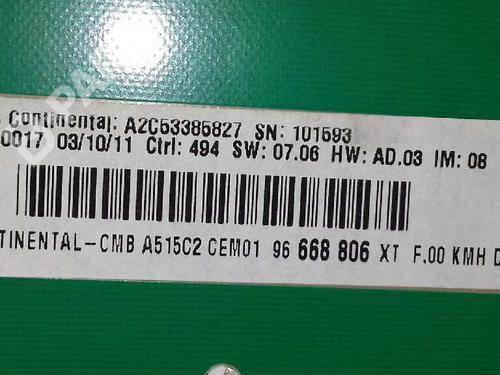 Continental: A2C53385827 SN: 101593
0017 03/10/11 Ctrl: 494 SW: 07.06 HW: AD.03 IM: 08
TINENTAL-CMB A515C2 CEM01 96 668 806 XT F.00 KMH D